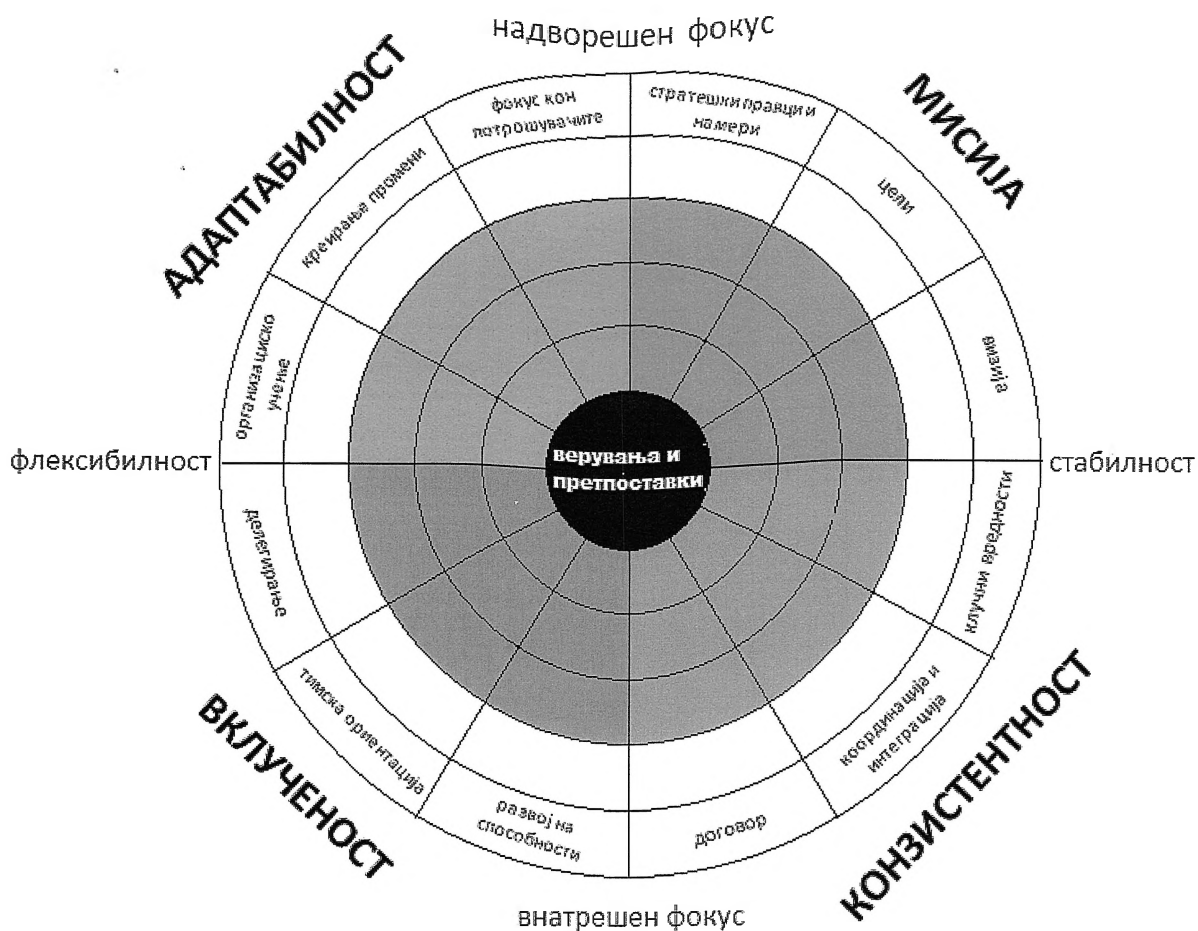 надворешен фокус
АДАПТАБИЛНОСТ
МИСИЈА
фокус кон
потрошувачите
стратешки правци и
намери
креирање промени
цели
организациско
учење
визија
флексибилност
верувања и
претпоставки
стабилност
делегирање
клучни вредности
тимска ориентација
координација и
интеграција
развој на
способности
договор
ВКЛУЧЕНОСТ
КОНЗИСТЕНТНОСТ
внатрешен фокус